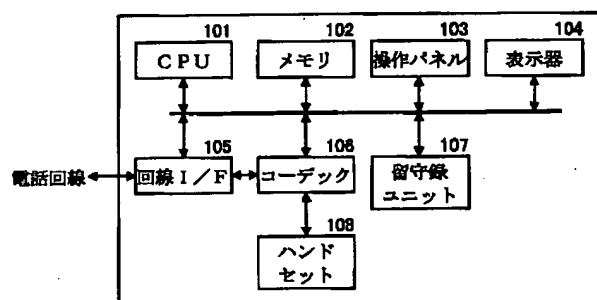 101
102
103
104
CPU
メモリ
操作パネル
表示器
105
106
107
電話回線
回線I/F
コーデック
留守録
ユニット
108
ハンド
セット